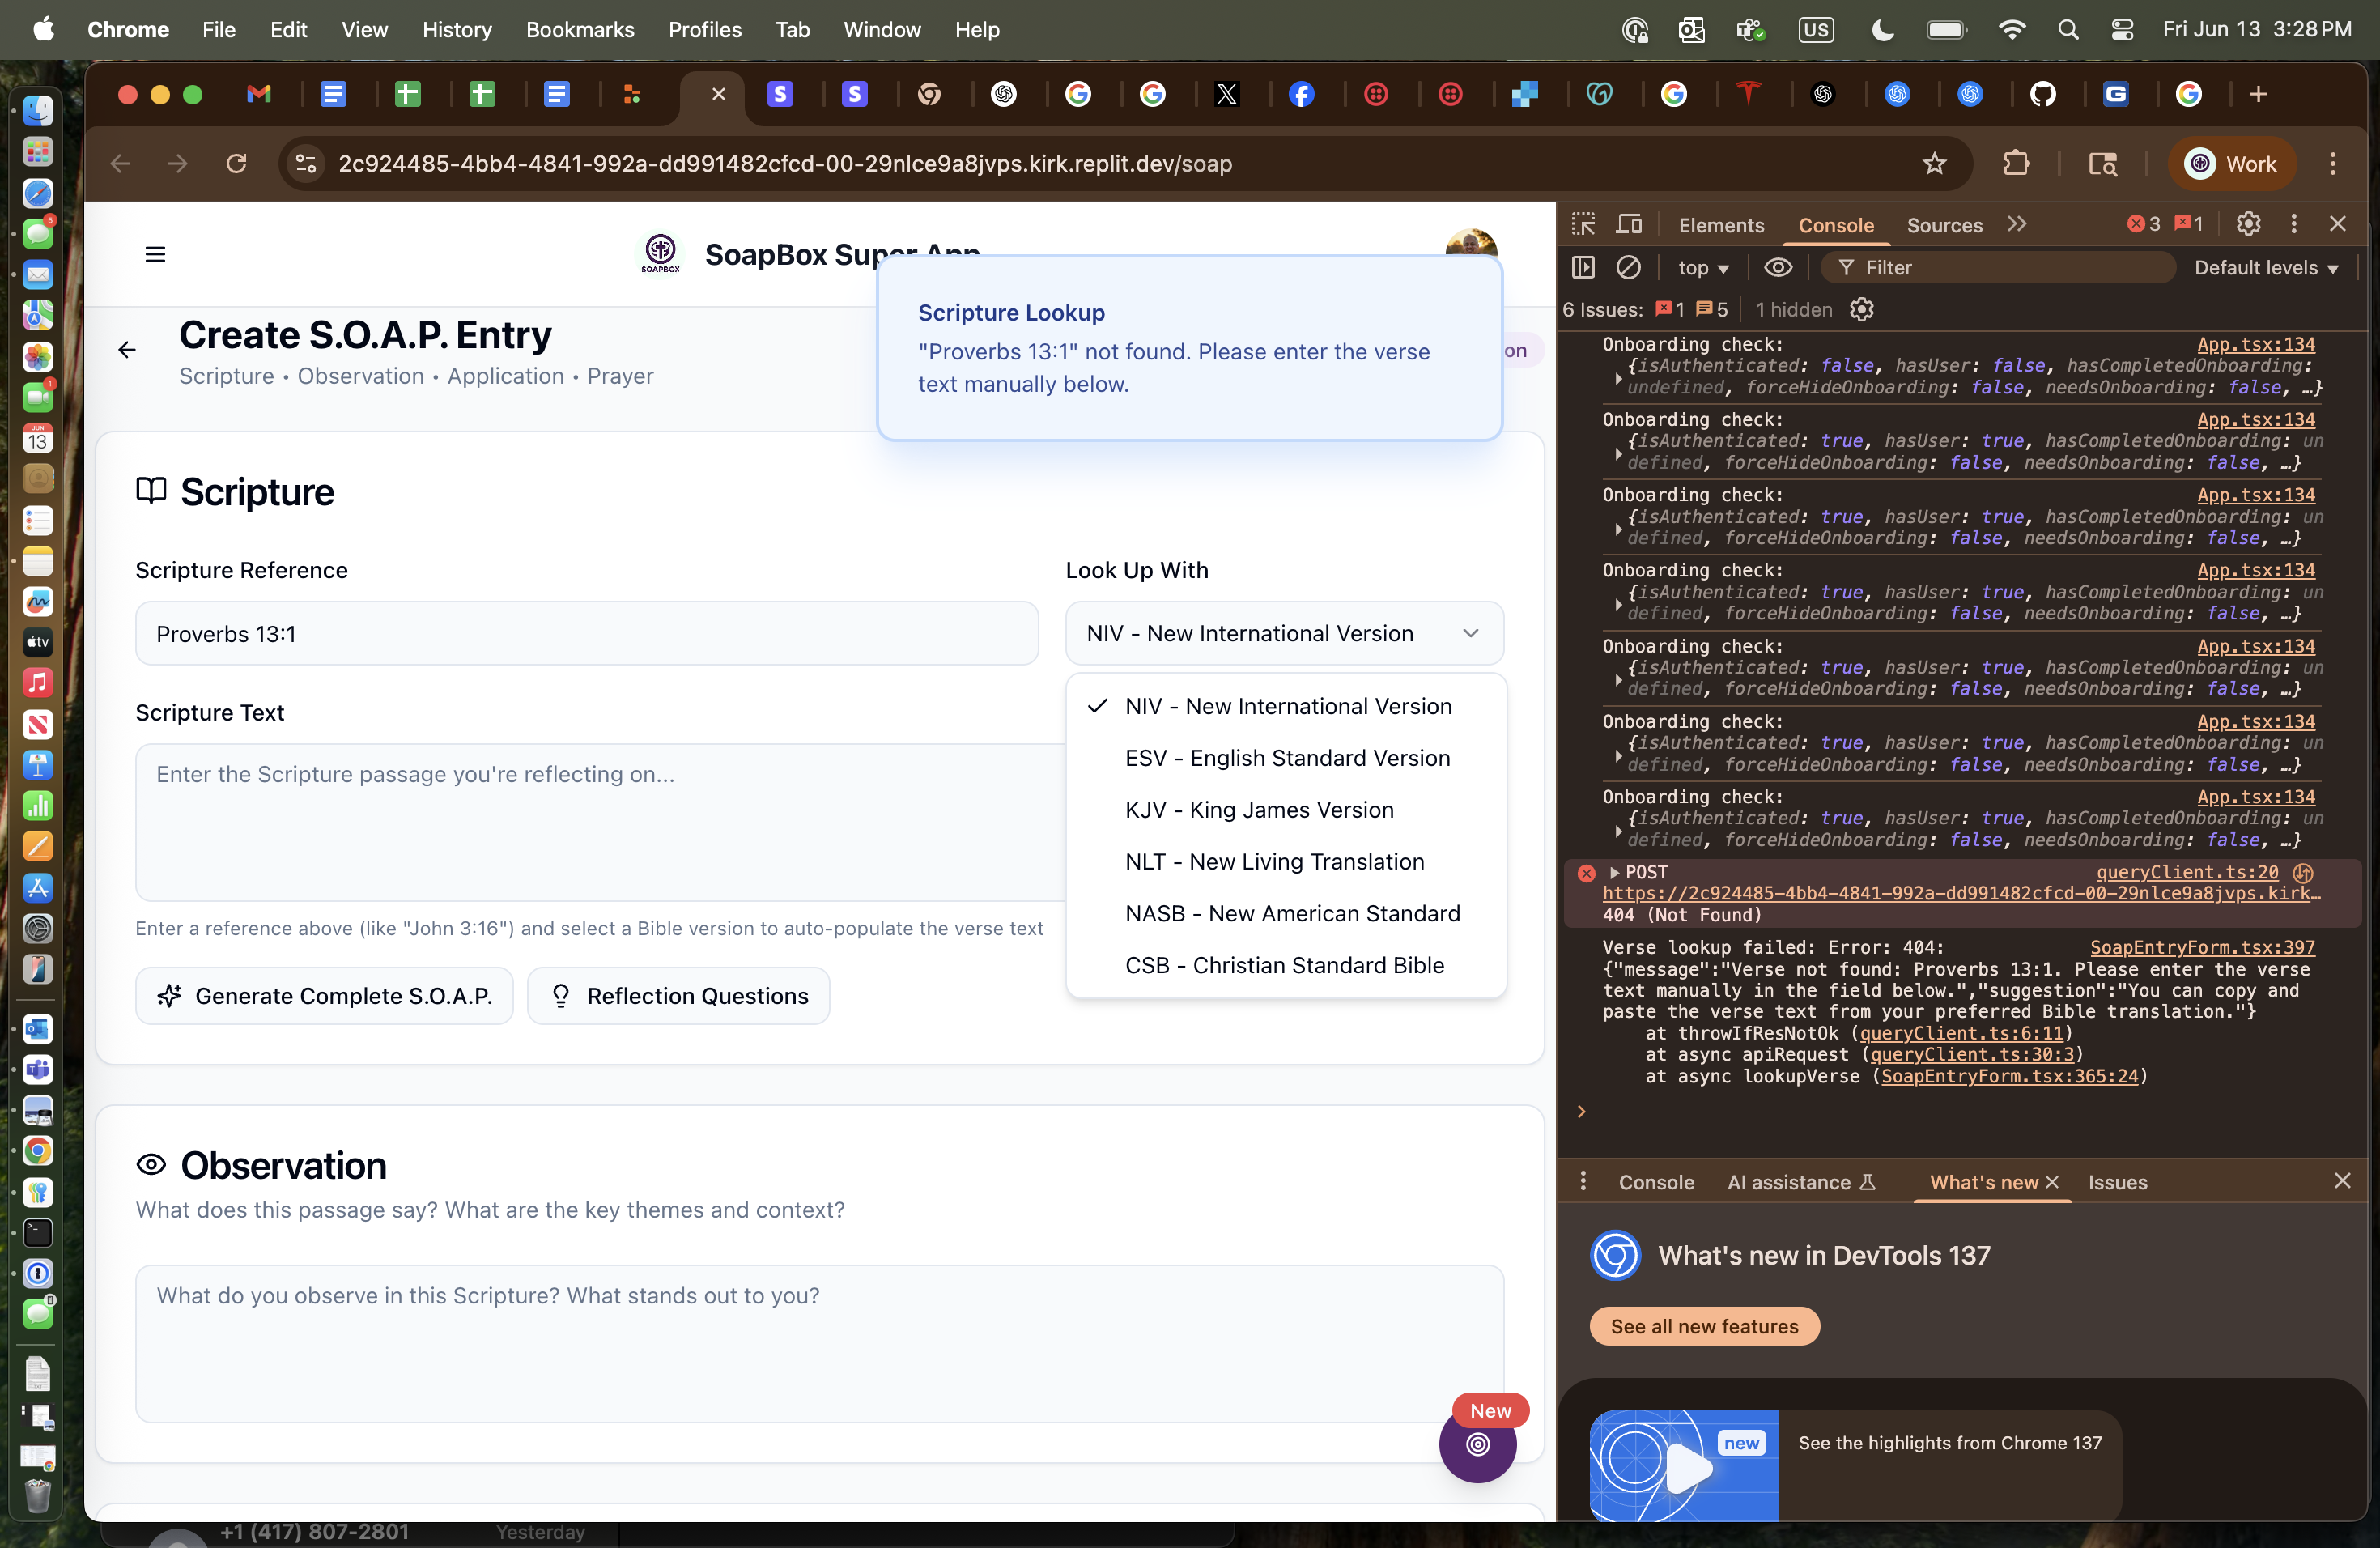 Chrome File Edit View History Bookmarks Profiles Tab Window Help US Fri Jun 13 3:28 PM
2c924485-4bb4-4841-992a-dd991482cfcd-00-29nlce9a8jvps.kirk.replit.dev/soap
Work
SOAPBOX
SoapBox Super App
Create S.O.A.P. Entry
Scripture • Observation • Application • Prayer
on
Scripture Lookup
"Proverbs 13:1" not found. Please enter the verse
text manually below.
Scripture
Scripture Reference
Proverbs 13:1
Look Up With
NIV - New International Version
NIV - New International Version
ESV - English Standard Version
KJV - King James Version
NLT - New Living Translation
NASB - New American Standard
CSB - Christian Standard Bible
Scripture Text
Enter the Scripture passage you're reflecting on...
Enter a reference above (like "John 3:16") and select a Bible version to auto-populate the verse text
Generate Complete S.O.A.P.
Reflection Questions
Observation
What does this passage say? What are the key themes and context?
What do you observe in this Scripture? What stands out to you?
New
+1 (417) 807-2801 Yesterday
Elements Console Sources 3 1
top Filter Default levels
6 Issues: 1 5 1 hidden
Onboarding check: App.tsx:134
{isAuthenticated: false, hasUser: false, hasCompletedOnboarding:
undefined, forceHideOnboarding: false, needsOnboarding: false, …}
Onboarding check: App.tsx:134
{isAuthenticated: true, hasUser: true, hasCompletedOnboarding: un
defined, forceHideOnboarding: false, needsOnboarding: false, …}
Onboarding check: App.tsx:134
{isAuthenticated: true, hasUser: true, hasCompletedOnboarding: un
defined, forceHideOnboarding: false, needsOnboarding: false, …}
Onboarding check: App.tsx:134
{isAuthenticated: true, hasUser: true, hasCompletedOnboarding: un
defined, forceHideOnboarding: false, needsOnboarding: false, …}
Onboarding check: App.tsx:134
{isAuthenticated: true, hasUser: true, hasCompletedOnboarding: un
defined, forceHideOnboarding: false, needsOnboarding: false, …}
Onboarding check: App.tsx:134
{isAuthenticated: true, hasUser: true, hasCompletedOnboarding: un
defined, forceHideOnboarding: false, needsOnboarding: false, …}
Onboarding check: App.tsx:134
{isAuthenticated: true, hasUser: true, hasCompletedOnboarding: un
defined, forceHideOnboarding: false, needsOnboarding: false, …}
POST queryClient.ts:20
https://2c924485-4bb4-4841-992a-dd991482cfcd-00-29nlce9a8jvps.kirk…
404 (Not Found)
Verse lookup failed: Error: 404: SoapEntryForm.tsx:397
{"message":"Verse not found: Proverbs 13:1. Please enter the verse
text manually in the field below.","suggestion":"You can copy and
paste the verse text from your preferred Bible translation."}
at throwIfResNotOk (queryClient.ts:6:11)
at async apiRequest (queryClient.ts:30:3)
at async lookupVerse (SoapEntryForm.tsx:365:24)
Console AI assistance What's new Issues
What's new in DevTools 137
See all new features
new
See the highlights from Chrome 137
JUN
13
5
1
tv